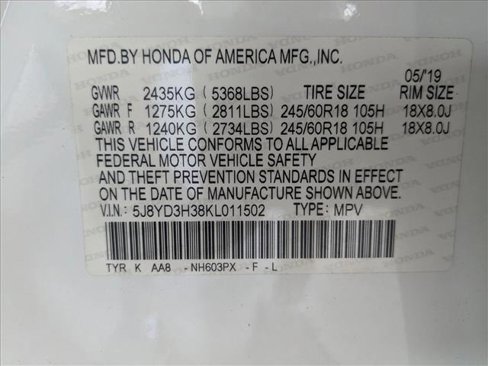 MFD.BY HONDA OF AMERICA MFG.,INC.
05/'19
GVWR 2435KG ( 5368LBS) TIRE SIZE RIM SIZE
GAWR F 1275KG ( 2811LBS) 245/60R18 105H 18X8.0J
GAWR R 1240KG ( 2734LBS) 245/60R18 105H 18X8.0J
THIS VEHICLE CONFORMS TO ALL APPLICABLE
FEDERAL MOTOR VEHICLE SAFETY
AND THEFT PREVENTION STANDARDS IN EFFECT
ON THE DATE OF MANUFACTURE SHOWN ABOVE.
V.I.N.: 5J8YD3H38KL011502 TYPE: MPV
TYR K AA8 -NH603PX -F -L